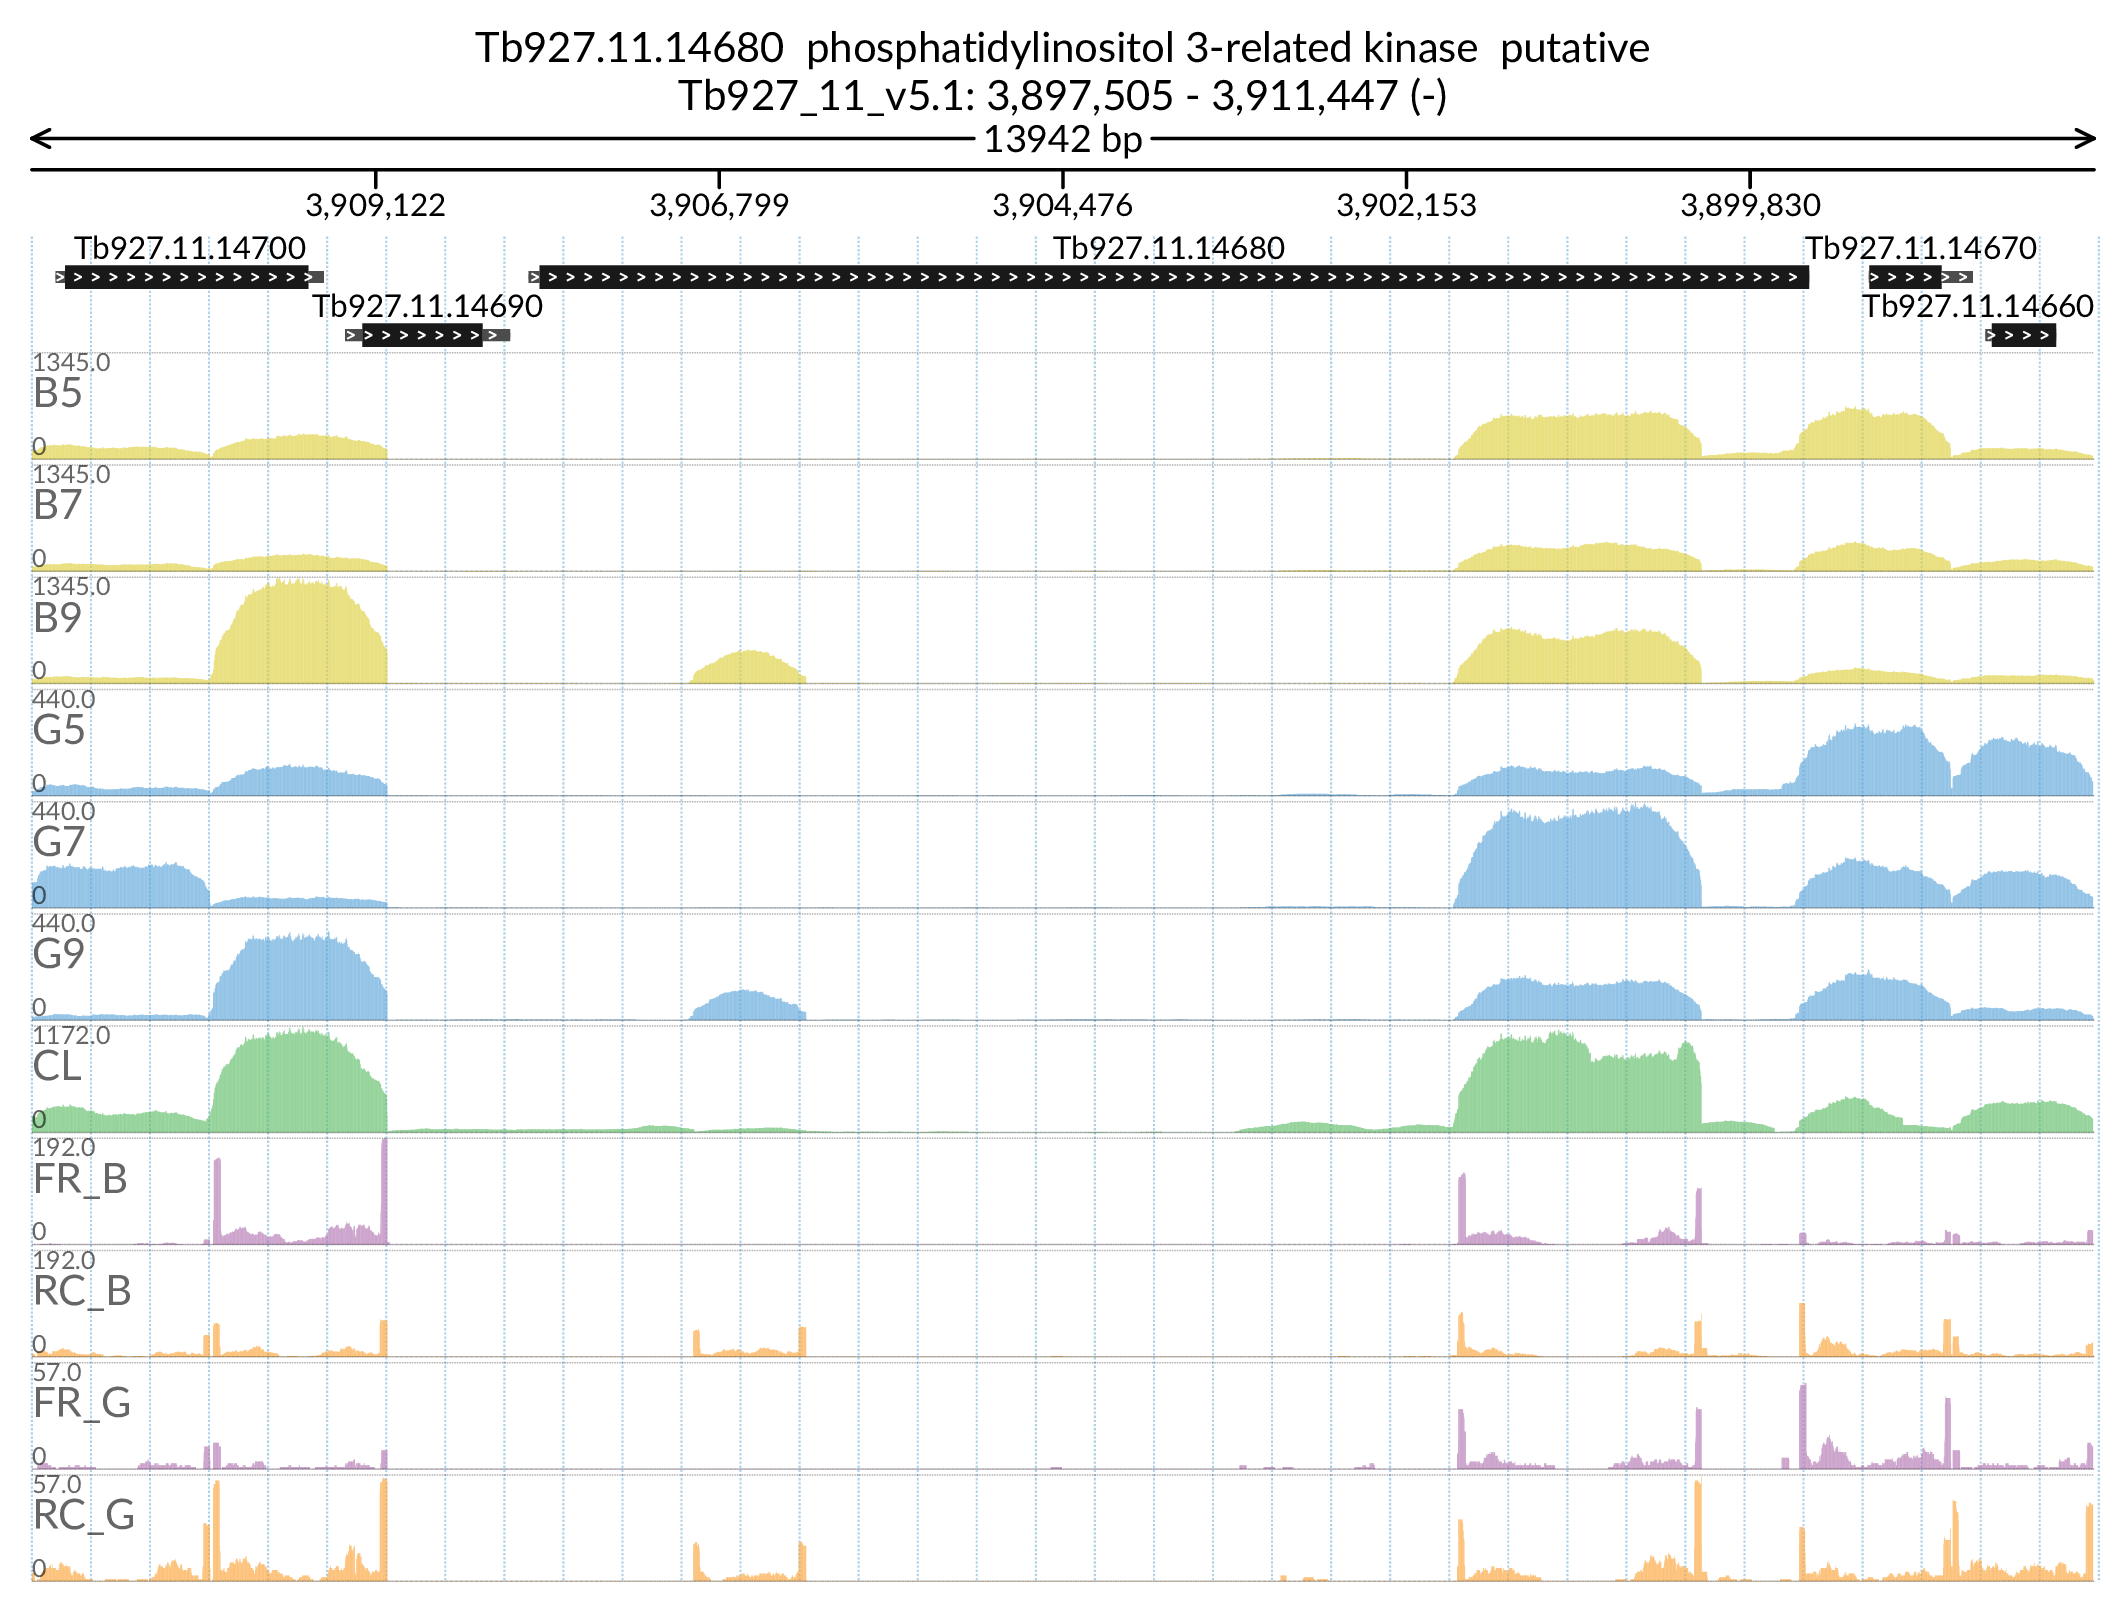 Tb927.11.14680  phosphatidylinositol 3-related kinase  putative
Tb927_11_v5.1: 3,897,505 - 3,911,447 (-)
13942 bp
3,909,122 3,906,799 3,904,476 3,902,153 3,899,830
Tb927.11.14700 Tb927.11.14680 Tb927.11.14670
Tb927.11.14690 Tb927.11.14660
1345.0
B5
0
1345.0
B7
0
1345.0
B9
0
440.0
G5
0
440.0
G7
0
440.0
G9
0
1172.0
CL
0
192.0
FR_B
0
192.0
RC_B
0
57.0
FR_G
0
57.0
RC_G
0